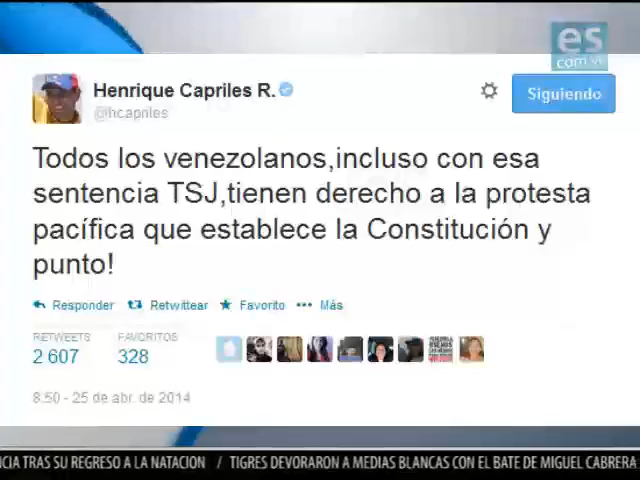 es
com.ve
Henrique Capriles R.
@hcapriles
Siguiendo
Todos los venezolanos,incluso con esa
sentencia TSJ,tienen derecho a la protesta
pacífica que establece la Constitución y
punto!
Responder Retwittear Favorito Más
RETWEETS FAVORITOS
2 607 328
8:50 - 25 de abr. de 2014
CIA TRAS SU REGRESO A LA NATACION / TIGRES DEVORARON A MEDIAS BLANCAS CON EL BATE DE MIGUEL CABRERA